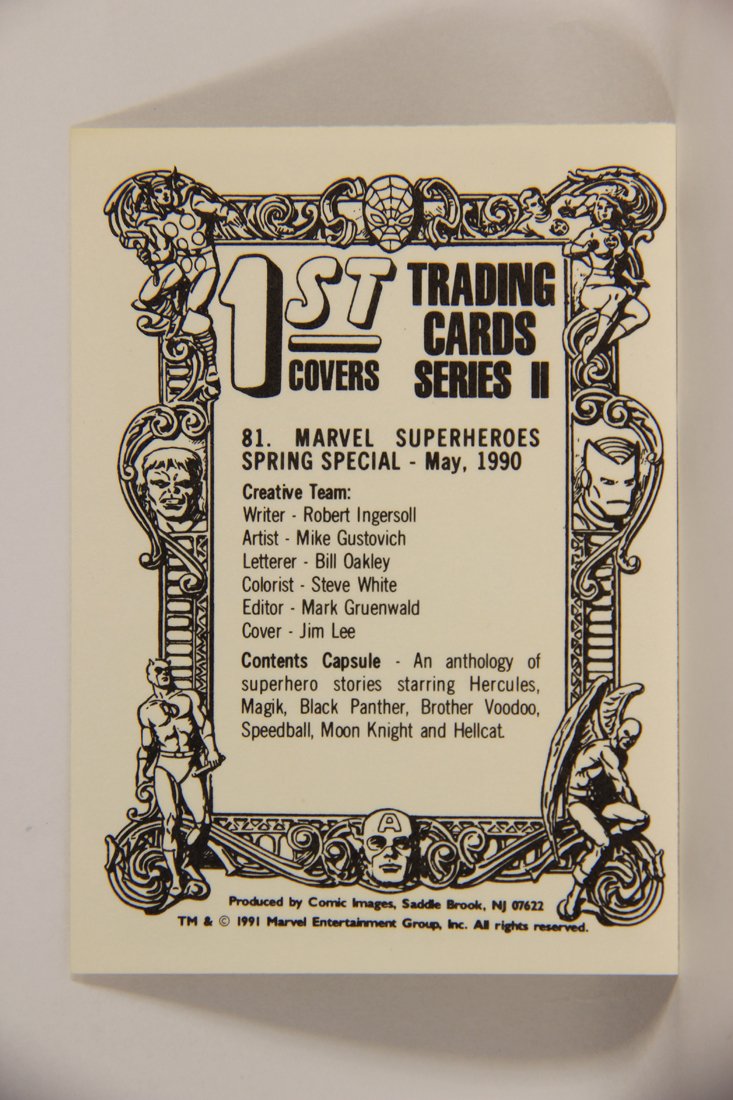 1ST COVERS
TRADING CARDS SERIES II
81. MARVEL SUPERHEROES
SPRING SPECIAL - May, 1990
Creative Team:
Writer - Robert Ingersoll
Artist - Mike Gustovich
Letterer - Bill Oakley
Colorist - Steve White
Editor - Mark Gruenwald
Cover - Jim Lee
Contents Capsule - An anthology of
superhero stories starring Hercules,
Magik, Black Panther, Brother Voodoo,
Speedball, Moon Knight and Hellcat.
A
Produced by Comic Images, Saddle Brook, NJ 07622
TM & © 1991 Marvel Entertainment Group, Inc. All rights reserved.